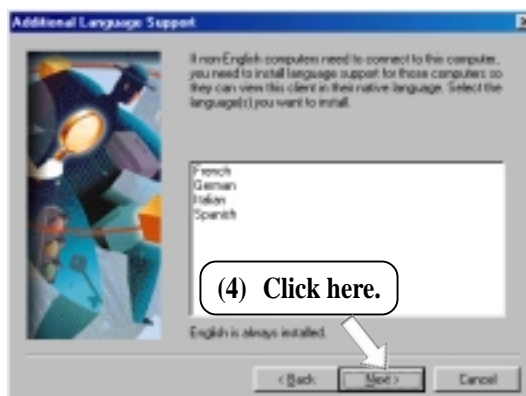 Additional Language Support
If non-English computers need to connect to this computer,
you need to install language support for those computers so
they can view this client in their native language. Select the
language(s) you want to install.
French
German
Italian
Spanish
(4) Click here.
English is always installed.
< Back
Next >
Cancel